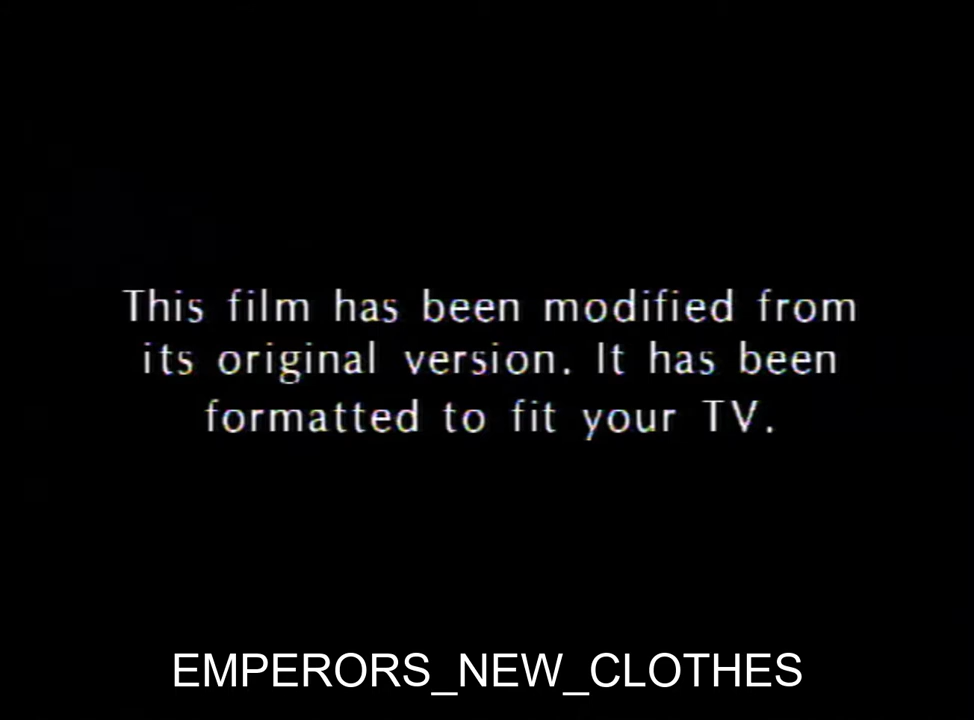 This film has been modified from
its original version. It has been
formatted to fit your TV.
EMPERORS_NEW_CLOTHES